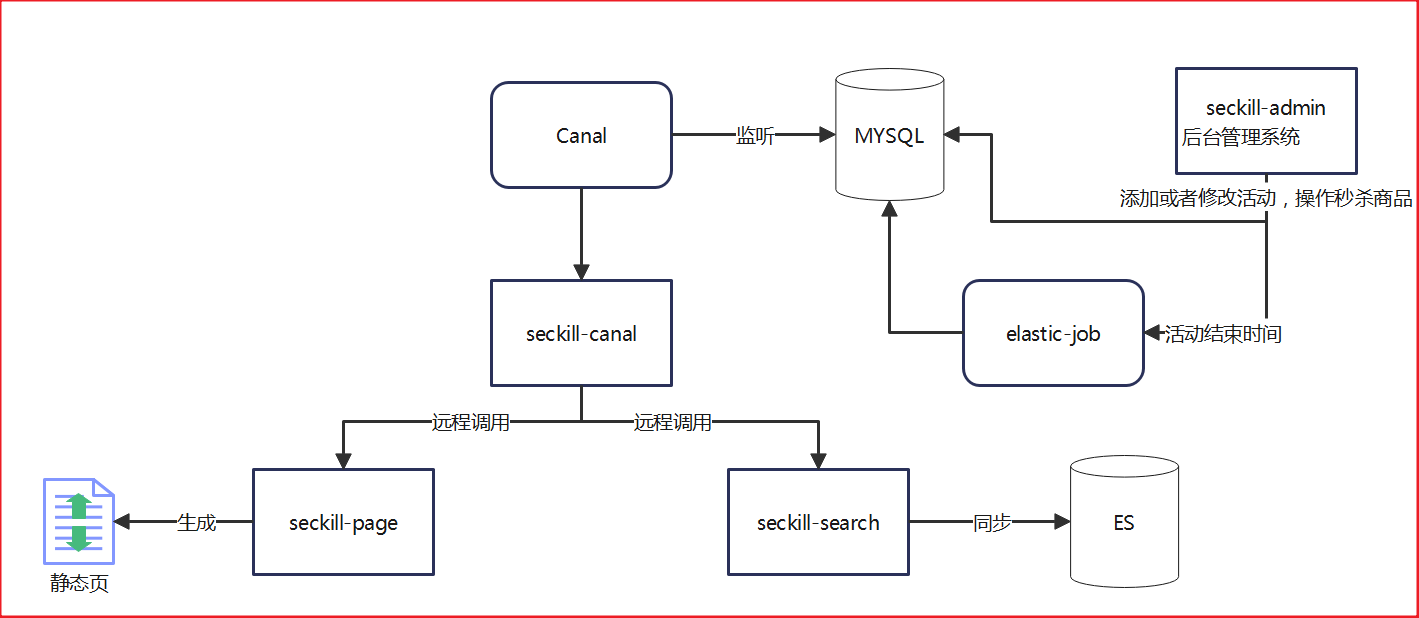 Canal
监听
MYSQL
seckill-admin
后台管理系统
添加或者修改活动，操作秒杀商品
seckill-canal
elastic-job
活动结束时间
远程调用
远程调用
seckill-page
生成
静态页
seckill-search
同步
ES